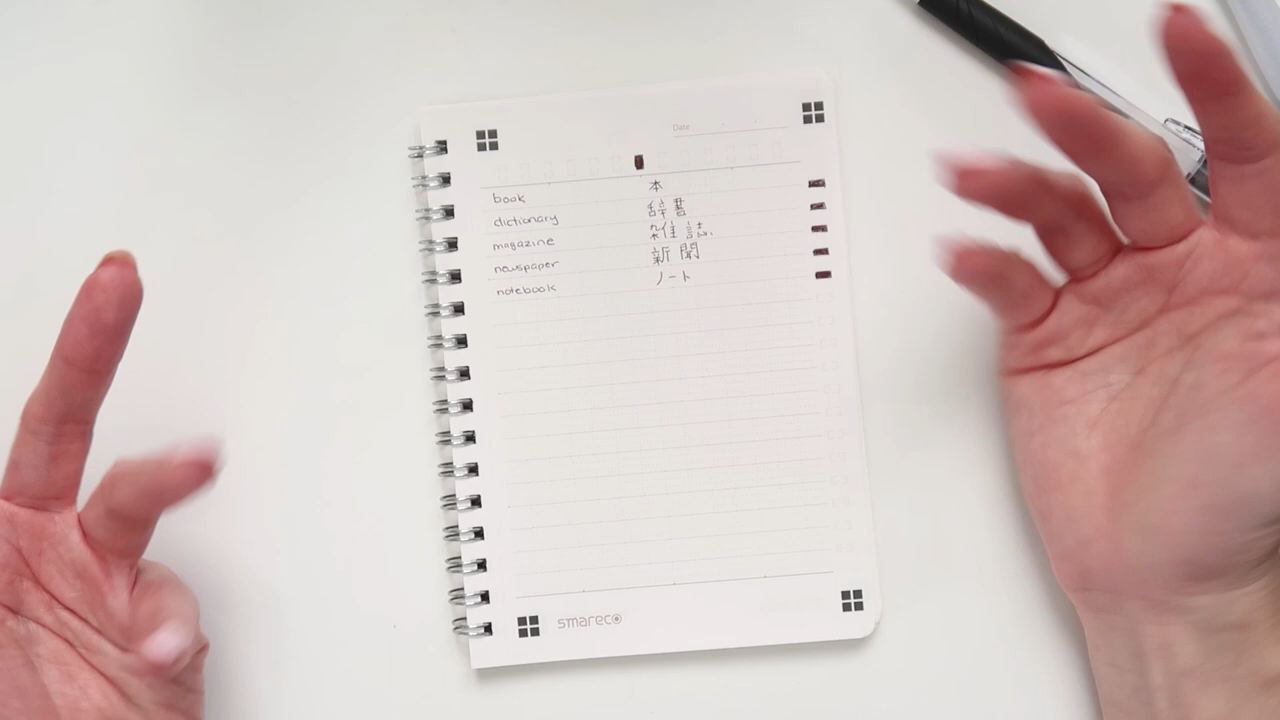 Date
book 本
dictionary 辞書
magazine 雑誌
newspaper 新聞
notebook ノート
smareco